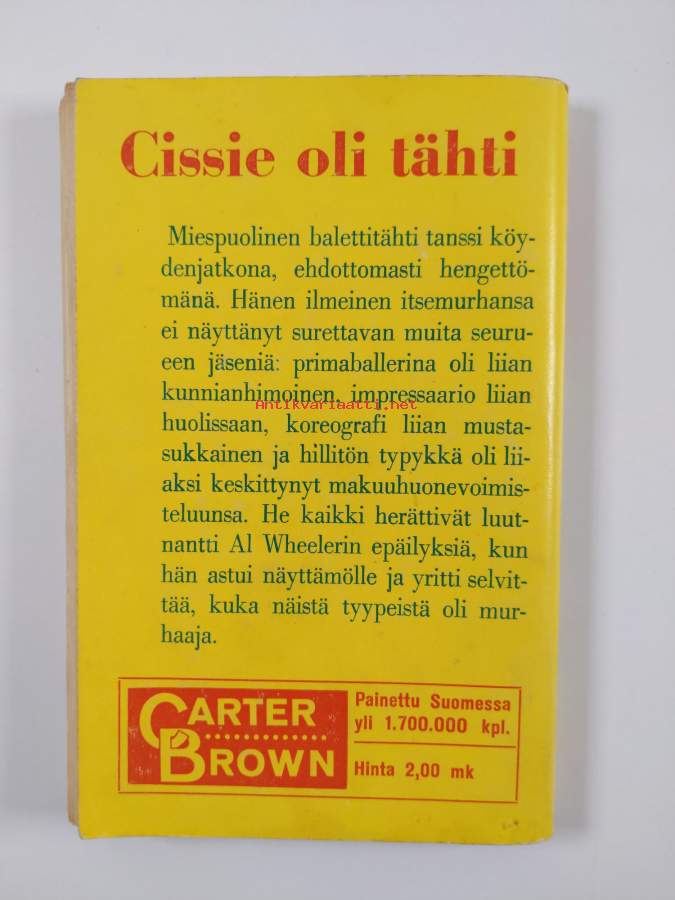 Cissie oli tähti
Miespuolinen balettitähti tanssi köy-
denjatkona, ehdottomasti hengettö-
mänä. Hänen ilmeinen itsemurhansa
ei näyttänyt surettavan muita seuru-
een jäseniä: primaballerina oli liian
kunnianhimoinen, impressaario liian
Antikvariaatti.net
huolissaan, koreografi liian musta-
sukkainen ja hillitön typykkä oli lii-
aksi keskittynyt makuuhuonevoimis-
teluunsa. He kaikki herättivät luut-
nantti Al Wheelerin epäilyksiä, kun
hän astui näyttämölle ja yritti selvit-
tää, kuka näistä tyypeistä oli mur-
haaja.
CARTER
BROWN
Painettu Suomessa
yli 1.700.000 kpl.
Hinta 2,00 mk